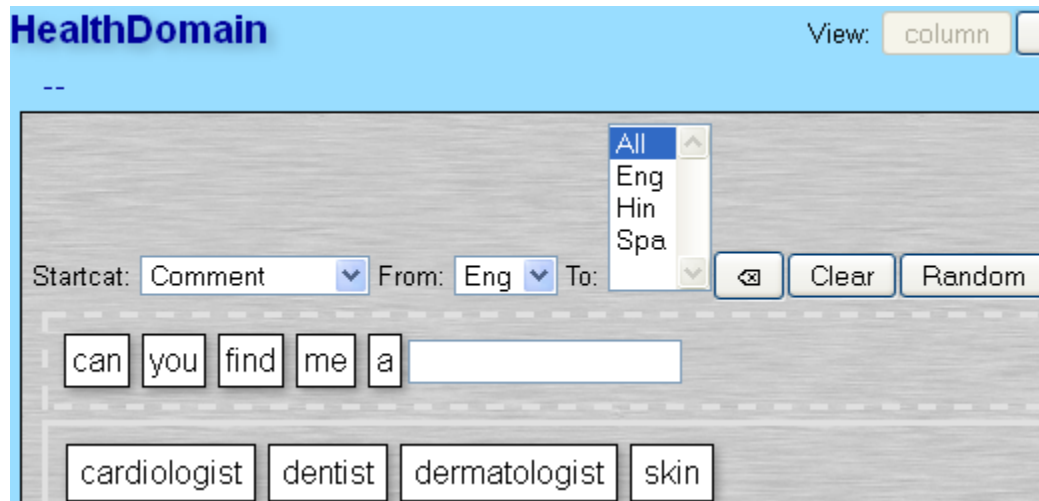 HealthDomain View: column
--
All
Eng
Hin
Spa
Startcat: Comment From: Eng To: ⌫ Clear Random
can you find me a
cardiologist dentist dermatologist skin